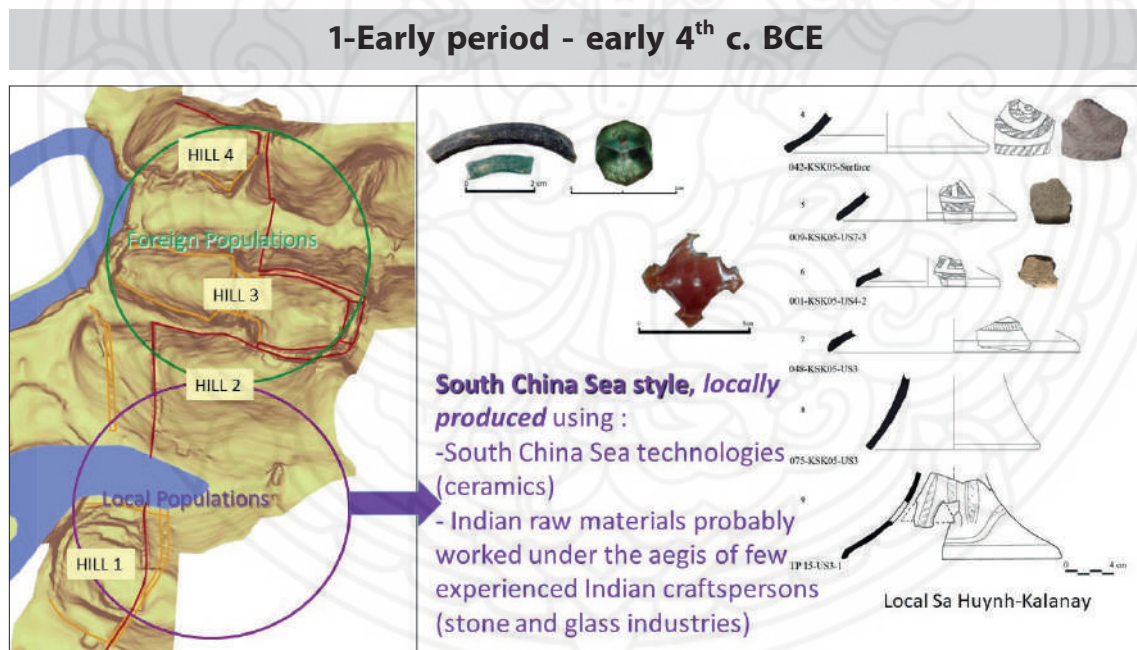 1-Early period - early 4th c. BCE
HILL 4
Foreign Populations
HILL 3
HILL 2
Local Populations
HILL 1
2 cm
South China Sea style, locally
produced using :
-South China Sea technologies
(ceramics)
- Indian raw materials probably
worked under the aegis of few
experienced Indian craftspersons
(stone and glass industries)
4
042-KSK05-Surface
5
009-KSK05-US7-3
6
001-KSK05-US4-2
7
048-KSK05-US3
8
075-KSK05-US3
9
TP 15-US3-1
4 cm
Local Sa Huynh-Kalanay